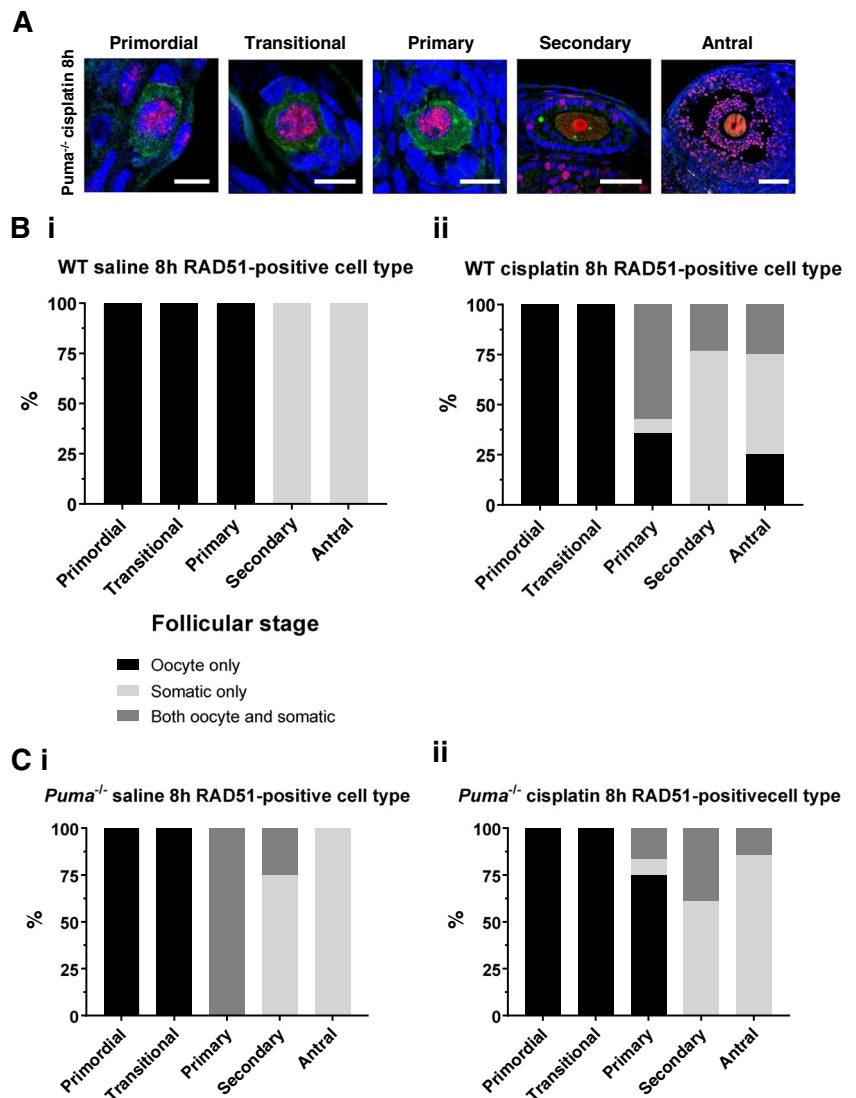 A
Primordial Transitional Primary Secondary Antral
Puma-/- cisplatin 8h
B i
WT saline 8h RAD51-positive cell type
100
75
50
25
0
%
Primordial
Transitional
Primary
Secondary
Antral
ii
WT cisplatin 8h RAD51-positive cell type
100
75
50
25
0
%
Primordial
Transitional
Primary
Secondary
Antral
Follicular stage
Oocyte only
Somatic only
Both oocyte and somatic
C i
Puma-/- saline 8h RAD51-positive cell type
100
75
50
25
0
%
Primordial
Transitional
Primary
Secondary
Antral
ii
Puma-/- cisplatin 8h RAD51-positivecell type
100
75
50
25
0
%
Primordial
Transitional
Primary
Secondary
Antral